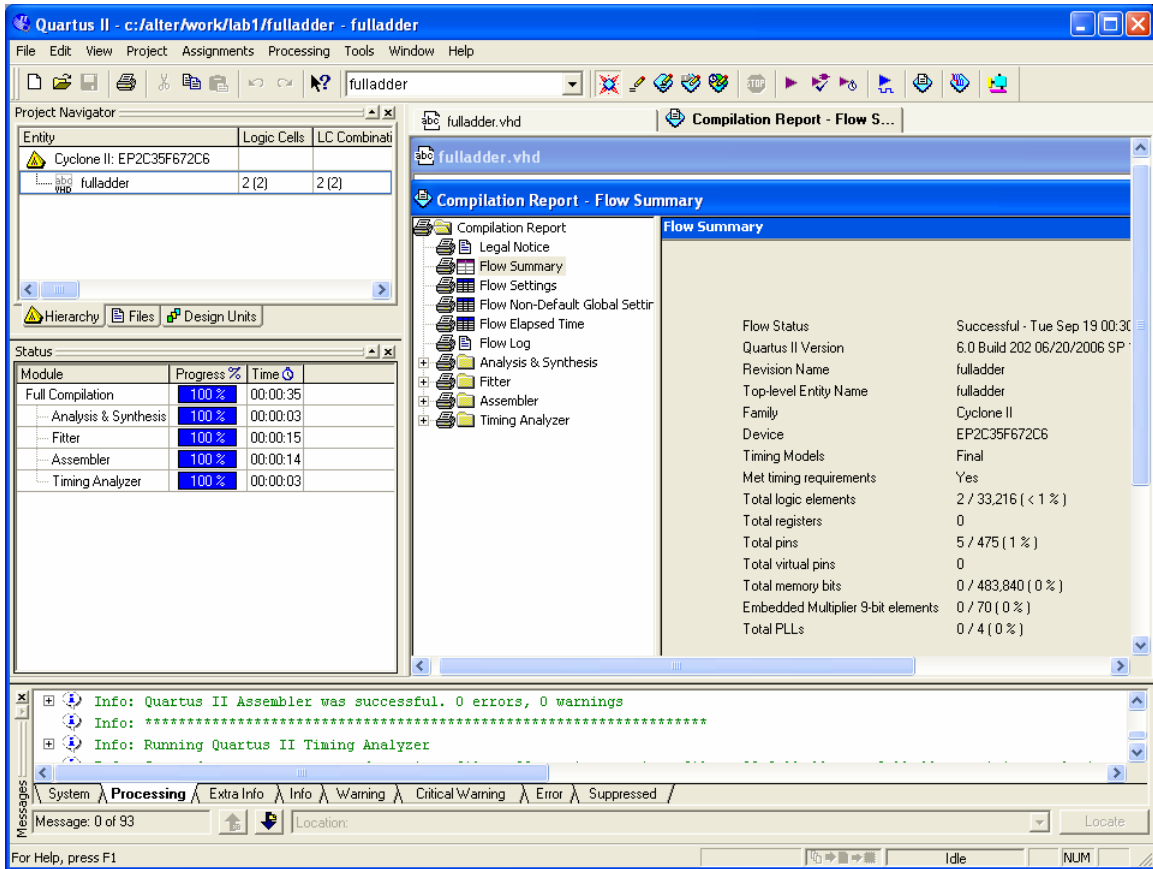 Quartus II - c:/alter/work/lab1/fulladder - fulladder
File Edit View Project Assignments Processing Tools Window Help
fulladder
Project Navigator
Entity Logic Cells LC Combinati
Cyclone II: EP2C35F672C6
abc VHD fulladder 2 (2) 2 (2)
Hierarchy Files Design Units
Status
Module Progress % Time
Full Compilation 100 % 00:00:35
Analysis & Synthesis 100 % 00:00:03
Fitter 100 % 00:00:15
Assembler 100 % 00:00:14
Timing Analyzer 100 % 00:00:03
abc fulladder.vhd Compilation Report - Flow S...
abc fulladder.vhd
Compilation Report - Flow Summary
Compilation Report
Legal Notice
Flow Summary
Flow Settings
Flow Non-Default Global Settin
Flow Elapsed Time
Flow Log
Analysis & Synthesis
Fitter
Assembler
Timing Analyzer
Flow Summary
Flow Status Successful - Tue Sep 19 00:30
Quartus II Version 6.0 Build 202 06/20/2006 SP
Revision Name fulladder
Top-level Entity Name fulladder
Family Cyclone II
Device EP2C35F672C6
Timing Models Final
Met timing requirements Yes
Total logic elements 2 / 33,216 ( < 1 % )
Total registers 0
Total pins 5 / 475 ( 1 % )
Total virtual pins 0
Total memory bits 0 / 483,840 ( 0 % )
Embedded Multiplier 9-bit elements 0 / 70 ( 0 % )
Total PLLs 0 / 4 ( 0 % )
Info: Quartus II Assembler was successful. 0 errors, 0 warnings
Info: *******************************************************************
Info: Running Quartus II Timing Analyzer
Messages
System Processing Extra Info Info Warning Critical Warning Error Suppressed
Message: 0 of 93 Location: Locate
For Help, press F1 Idle NUM